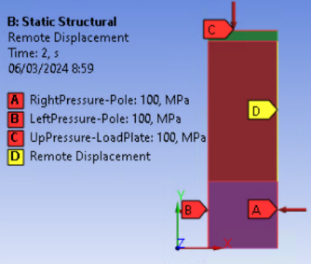 B: Static Structural
Remote Displacement
Time: 2, s
06/03/2024 8:59
A RightPressure-Pole: 100, MPa
B LeftPressure-Pole: 100, MPa
C UpPressure-LoadPlate: 100, MPa
D Remote Displacement
C
D
B
A
Y
Z
X